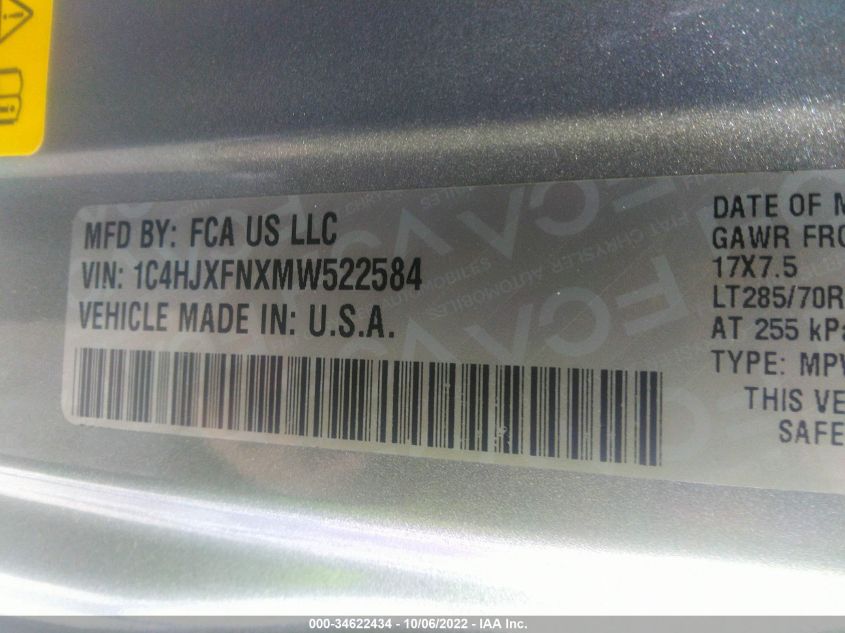 MFD BY: FCA US LLC
VIN: 1C4HJXFNXMW522584
VEHICLE MADE IN: U.S.A.
DATE OF M
GAWR FRO
17X7.5
LT285/70R
AT 255 kPa
TYPE: MPV
THIS VE
SAFE
000-34622434 - 10/06/2022 - IAA Inc.